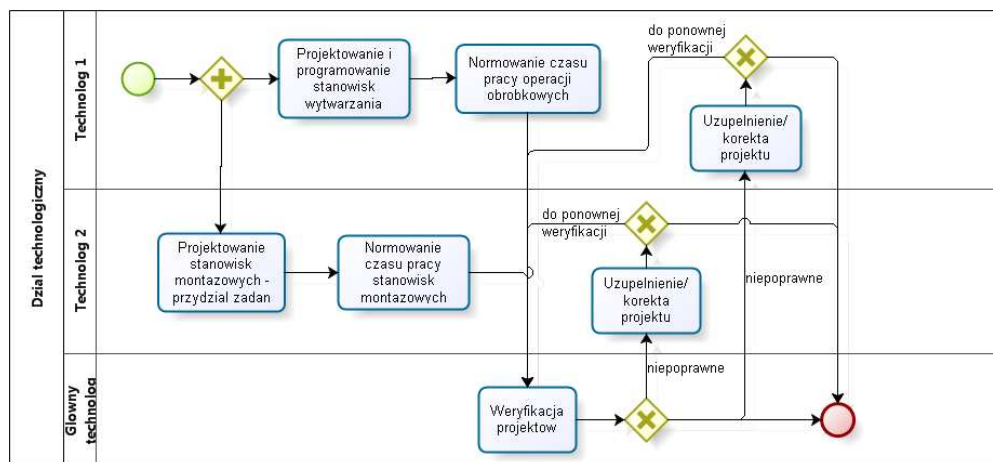 Dzial technologiczny
Technolog 1
Projektowanie i
programowanie
stanowisk
wytwarzania
Normowanie czasu
pracy operacji
obrobkowych
do ponownej
weryfikacji
Uzupelnienie/
korekta
projektu
Technolog 2
Projektowanie
stanowisk
montazowych -
przydzial zadan
Normowanie
czasu pracy
stanowisk
montazowych
do ponownej
weryfikacji
Uzupelnienie/
korekta
projektu
niepoprawne
Glowny
technolog
Weryfikacja
projektow
niepoprawne